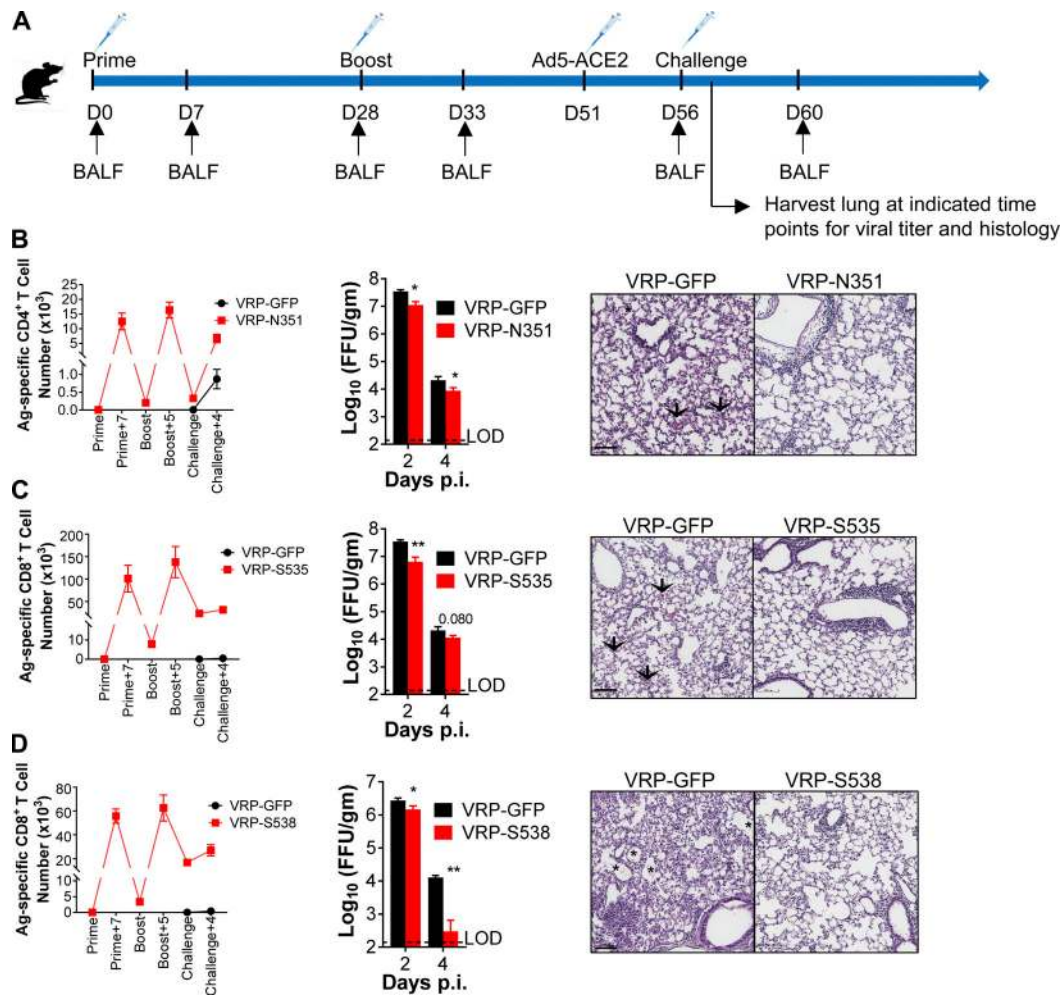 A
Prime
Boost
Ad5-ACE2
Challenge
D0
D7
D28
D33
D51
D56
D60
BALF
BALF
BALF
BALF
BALF
BALF
Harvest lung at indicated time
points for viral titer and histology
B
Ag-specific CD4⁺ T Cell
Number (x10³)
25
20
15
10
5
1.0
0.5
0.0
Prime
Prime+7
Boost
Boost+5
Challenge
Challenge+4
VRP-GFP
VRP-N351
Log₁₀ (FFU/gm)
8
7
6
5
4
3
2
*
*
LOD
2
4
Days p.i.
VRP-GFP
VRP-N351
VRP-GFP
VRP-N351
*
C
Ag-specific CD8⁺ T Cell
Number (x10³)
200
150
100
50
10
0
Prime
Prime+7
Boost
Boost+5
Challenge
Challenge+4
VRP-GFP
VRP-S535
Log₁₀ (FFU/gm)
8
7
6
5
4
3
2
**
0.080
LOD
2
4
Days p.i.
VRP-GFP
VRP-S535
VRP-GFP
VRP-S535
D
Ag-specific CD8⁺ T Cell
Number (x10³)
80
60
40
20
10
5
0
Prime
Prime+7
Boost
Boost+5
Challenge
Challenge+4
VRP-GFP
VRP-S538
Log₁₀ (FFU/gm)
7
6
5
4
3
2
*
**
LOD
2
4
Days p.i.
VRP-GFP
VRP-S538
VRP-GFP
VRP-S538
*
*
*